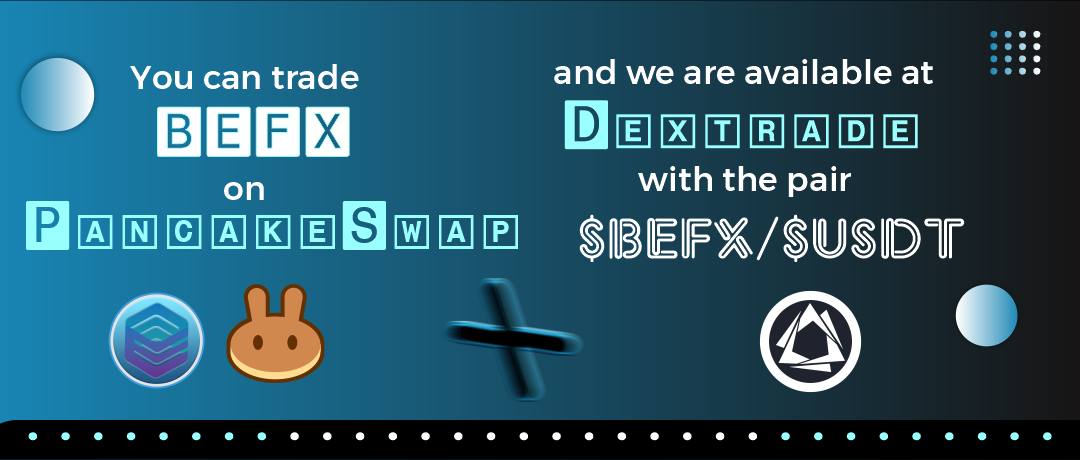 You can trade
BEFX
on
PANCAKESWAP
and we are available at
DEXTRADE
with the pair
$BEFX/$USDT